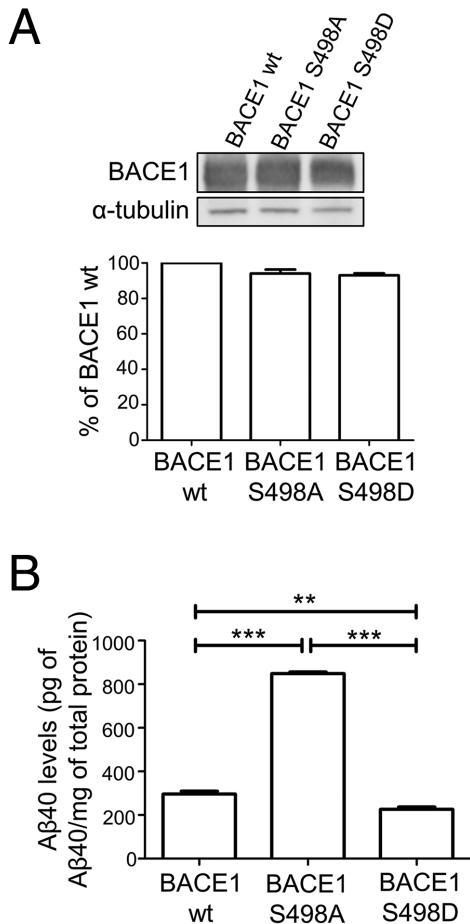 A
BACE1 wt
BACE1 S498A
BACE1 S498D
BACE1
α-tubulin
% of BACE1 wt
100
80
60
40
20
0
BACE1
wt
BACE1
S498A
BACE1
S498D
B
**
***
***
Aβ40 levels (pg of
Aβ40/mg of total protein)
1000
800
600
400
200
0
BACE1
wt
BACE1
S498A
BACE1
S498D